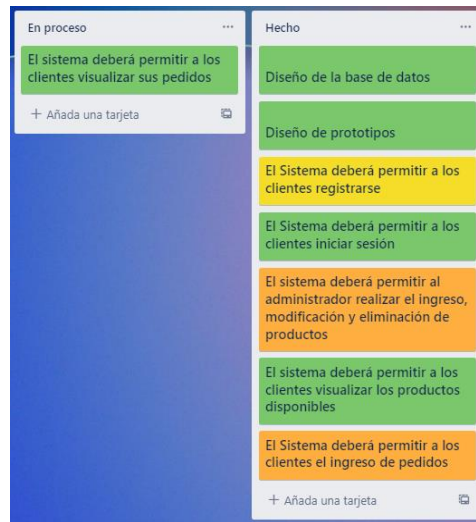 En proceso
...
El sistema deberá permitir a los
clientes visualizar sus pedidos
+ Añada una tarjeta
Hecho
...
Diseño de la base de datos
Diseño de prototipos
El Sistema deberá permitir a los
clientes registrarse
El Sistema deberá permitir a los
clientes iniciar sesión
El sistema deberá permitir al
administrador realizar el ingreso,
modificación y eliminación de
productos
El sistema deberá permitir a los
clientes visualizar los productos
disponibles
El Sistema deberá permitir a los
clientes el ingreso de pedidos
+ Añada una tarjeta